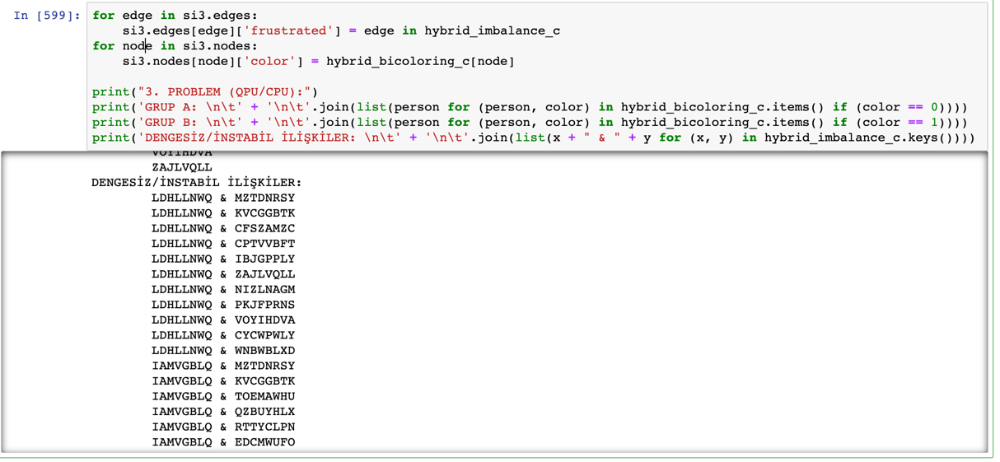 In [599]:
for edge in si3.edges:
    si3.edges[edge]['frustrated'] = edge in hybrid_imbalance_c
for node in si3.nodes:
    si3.nodes[node]['color'] = hybrid_bicoloring_c[node]
print("3. PROBLEM (QPU/CPU):")
print('GRUP A: \n\t' + '\n\t'.join(list(person for (person, color) in hybrid_bicoloring_c.items() if (color == 0))))
print('GRUP B: \n\t' + '\n\t'.join(list(person for (person, color) in hybrid_bicoloring_c.items() if (color == 1))))
print('DENGESİZ/İNSTABİL İLİŞKİLER: \n\t' + '\n\t'.join(list(x + " & " + y for (x, y) in hybrid_imbalance_c.keys())))
VOYIHDVA
ZAJLVQLL
DENGESİZ/İNSTABİL İLİŞKİLER:
LDHLLNWQ & MZTDNRSY
LDHLLNWQ & KVCGGBTK
LDHLLNWQ & CFSZAMZC
LDHLLNWQ & CPTVVBFT
LDHLLNWQ & IBJGPPLY
LDHLLNWQ & ZAJLVQLL
LDHLLNWQ & NIZLNAGM
LDHLLNWQ & PKJFPRNS
LDHLLNWQ & VOYIHDVA
LDHLLNWQ & CYCWPWLY
LDHLLNWQ & WNBWBLXD
IAMVGBLQ & MZTDNRSY
IAMVGBLQ & KVCGGBTK
IAMVGBLQ & TOEMAWHU
IAMVGBLQ & QZBUYHLX
IAMVGBLQ & RTTYCLPN
IAMVGBLQ & EDCMWUFO